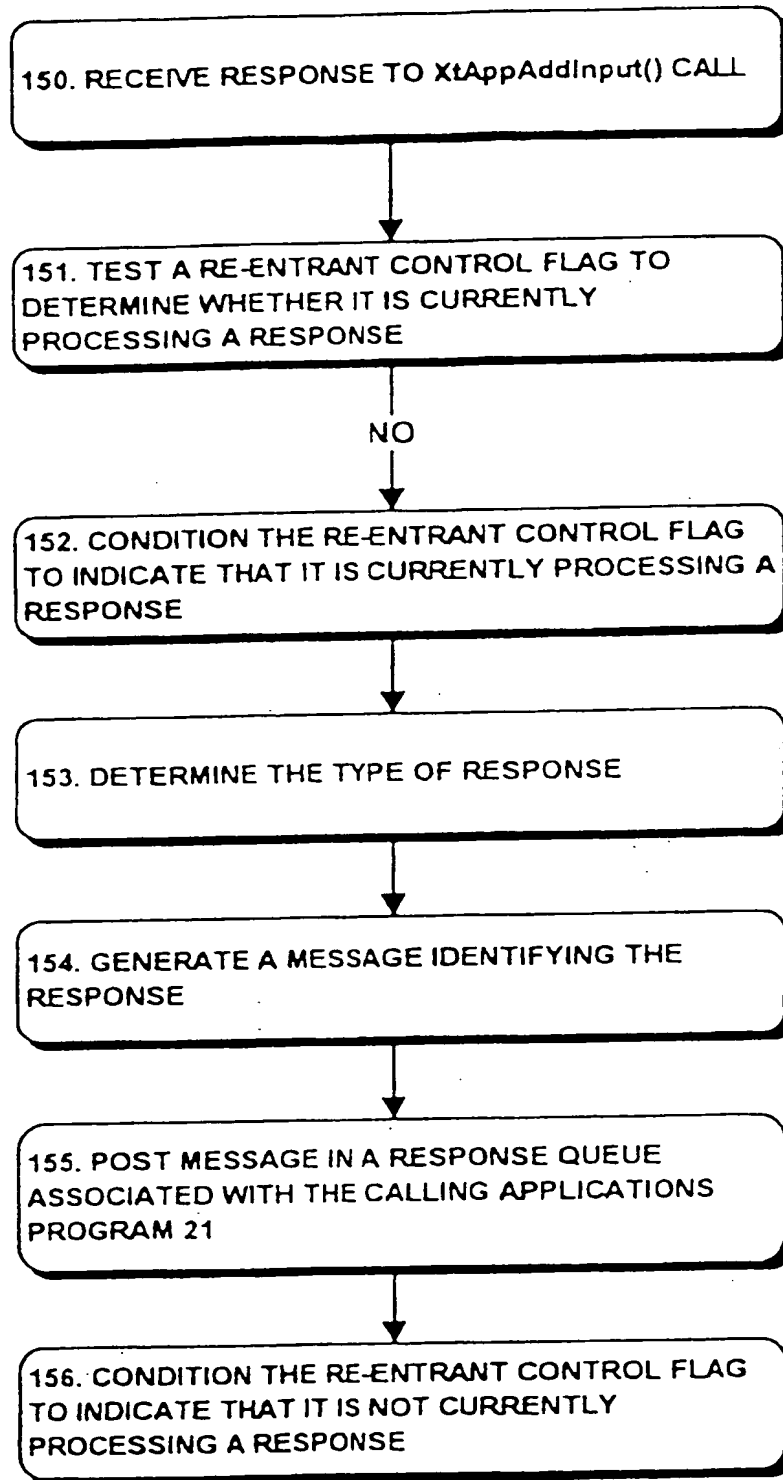 150. RECEIVE RESPONSE TO XtAppAddInput() CALL
151. TEST A RE-ENTRANT CONTROL FLAG TO
DETERMINE WHETHER IT IS CURRENTLY
PROCESSING A RESPONSE
NO
152. CONDITION THE RE-ENTRANT CONTROL FLAG
TO INDICATE THAT IT IS CURRENTLY PROCESSING A
RESPONSE
153. DETERMINE THE TYPE OF RESPONSE
154. GENERATE A MESSAGE IDENTIFYING THE
RESPONSE
155. POST MESSAGE IN A RESPONSE QUEUE
ASSOCIATED WITH THE CALLING APPLICATIONS
PROGRAM 21
156. CONDITION THE RE-ENTRANT CONTROL FLAG
TO INDICATE THAT IT IS NOT CURRENTLY
PROCESSING A RESPONSE